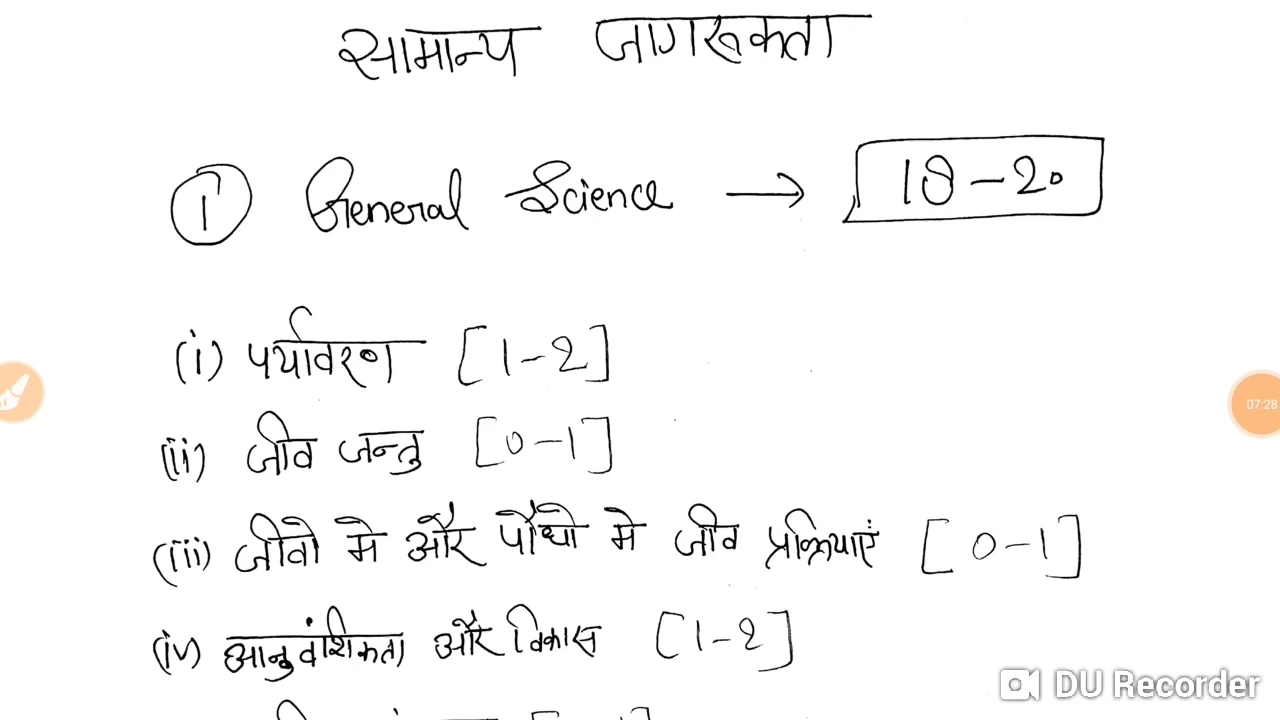 सामान्य जागरूकता
1 General Science → 18-20
(i) पर्यावरण [1-2]
(ii) जीव जन्तु [0-1]
07:28
(iii) जीवो मे और पौधो मे जीव प्रक्रियाएं [0-1]
(iv) आनुवंशिकता और विकास [1-2]
DU Recorder